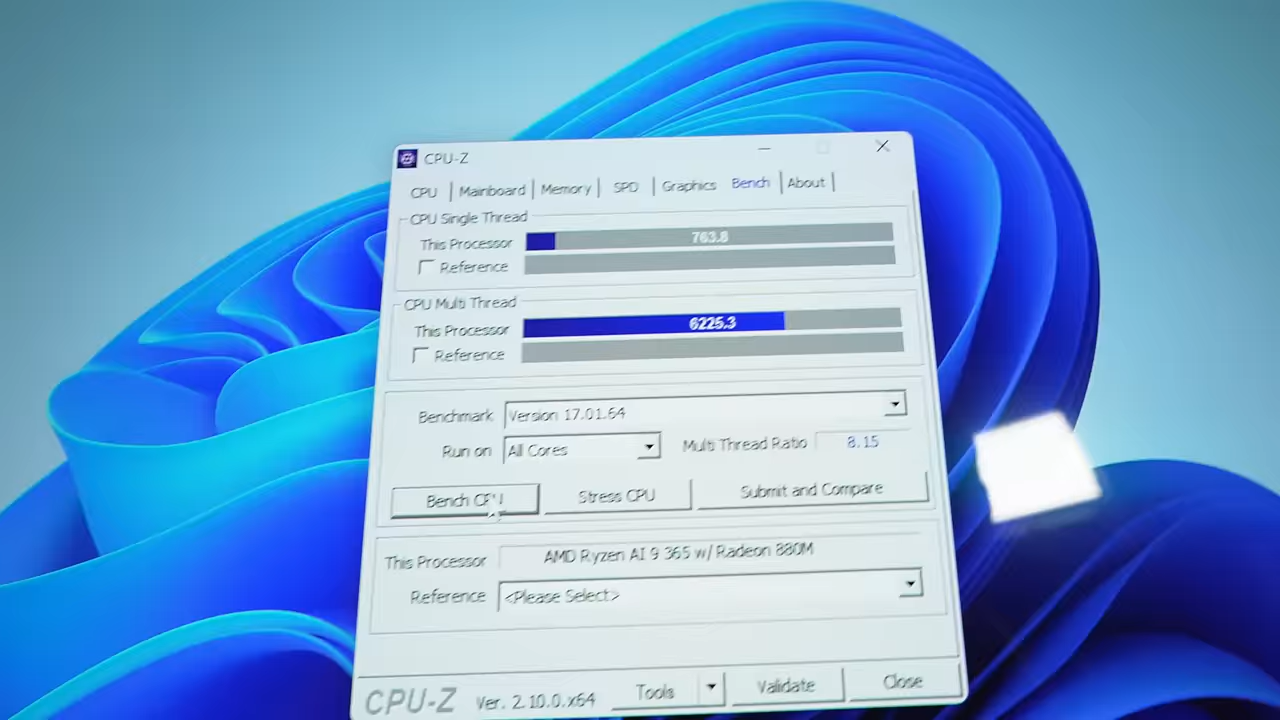 CPU-Z
CPU Mainboard Memory SPD Graphics Bench About
CPU Single Thread
This Processor 763.8
Reference
CPU Multi Thread
This Processor 6225.3
Reference
Benchmark Version 17.01.64
Run on All Cores Multi Thread Ratio 8.15
Bench CPU Stress CPU Submit and Compare
This Processor AMD Ryzen AI 9 365 w/ Radeon 880M
Reference <Please Select>
CPU-Z Ver. 2.10.0.x64 Tools Validate Close